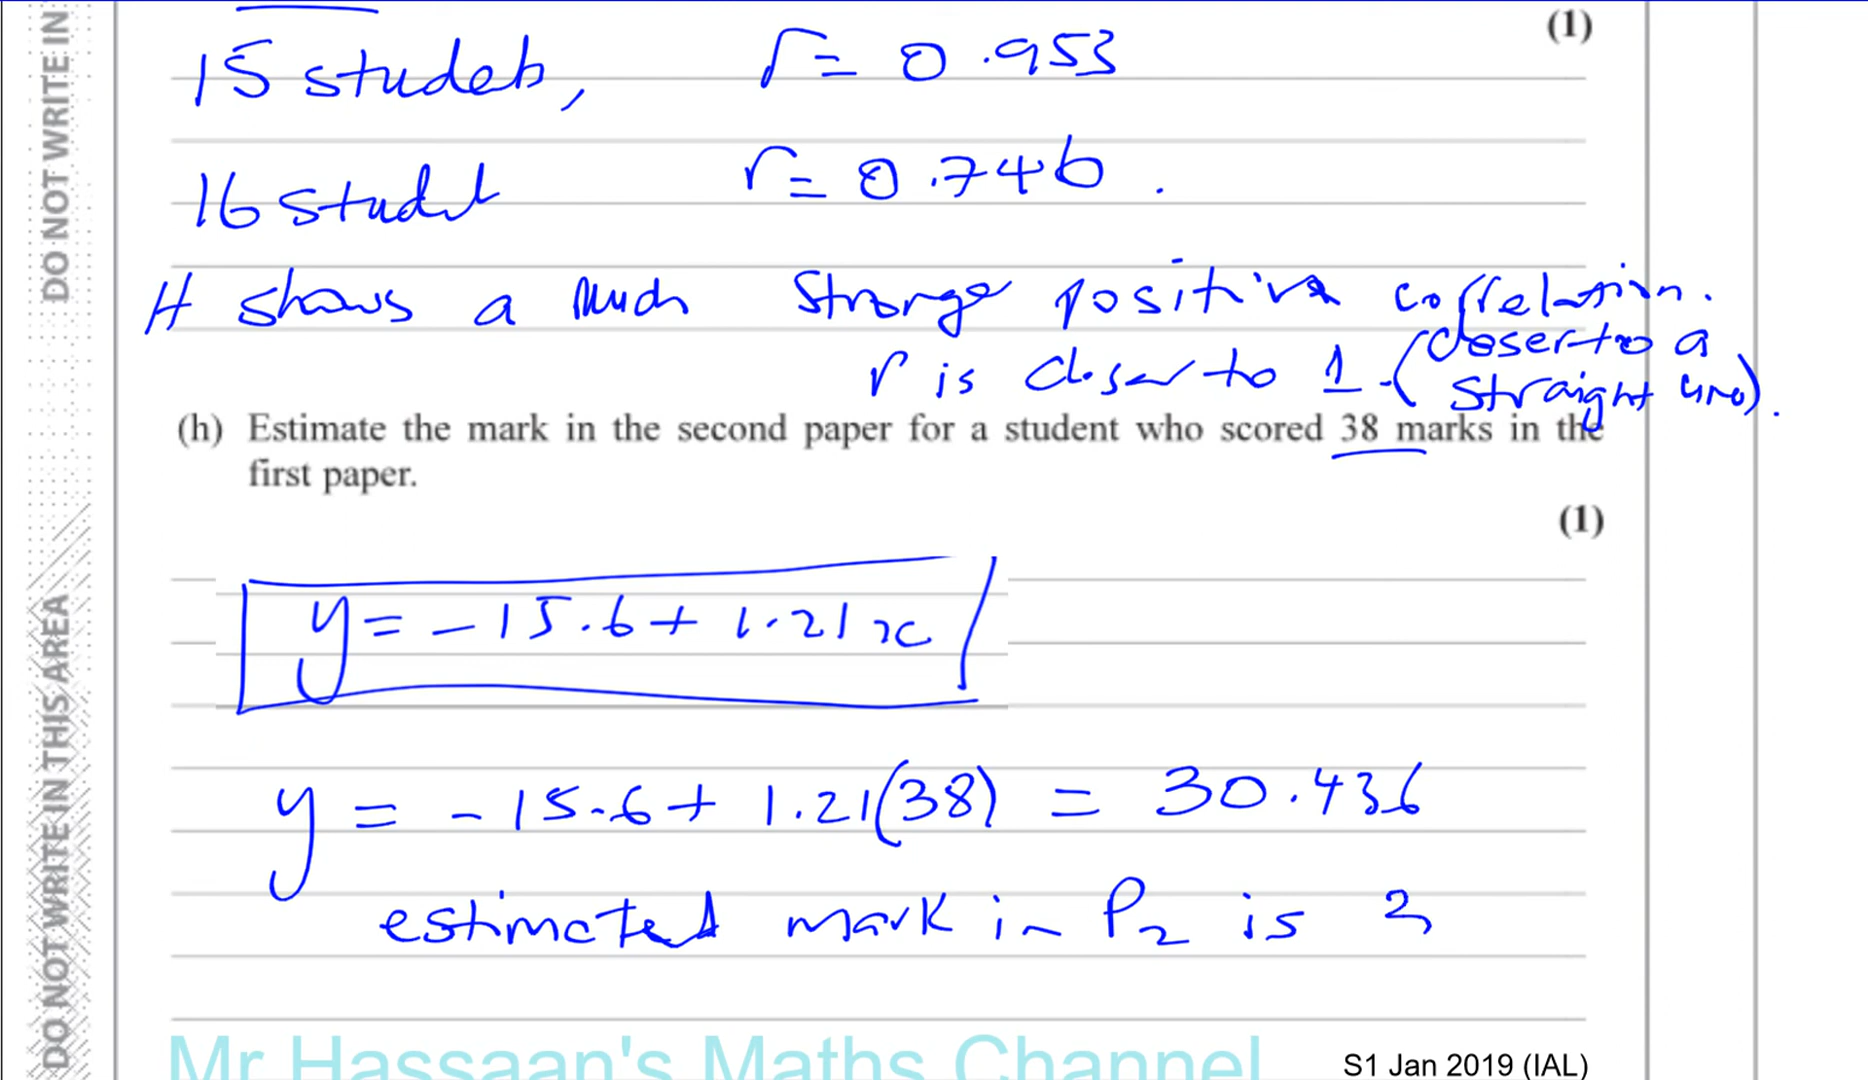 (1)
15 students, r = 0.953
16 student r = 0.746.
It shows a much stronger positive correlation.
r is closer to 1. (closer to a
straight line).
(h) Estimate the mark in the second paper for a student who scored 38 marks in the
first paper.
(1)
y = -15.6 + 1.21x
y = -15.6 + 1.21(38) = 30.436
estimated mark in P2 is 3
Mr Hassaan's Maths Channel
S1 Jan 2019 (IAL)
DO NOT WRITE IN
DO NOT WRITE IN THIS AREA